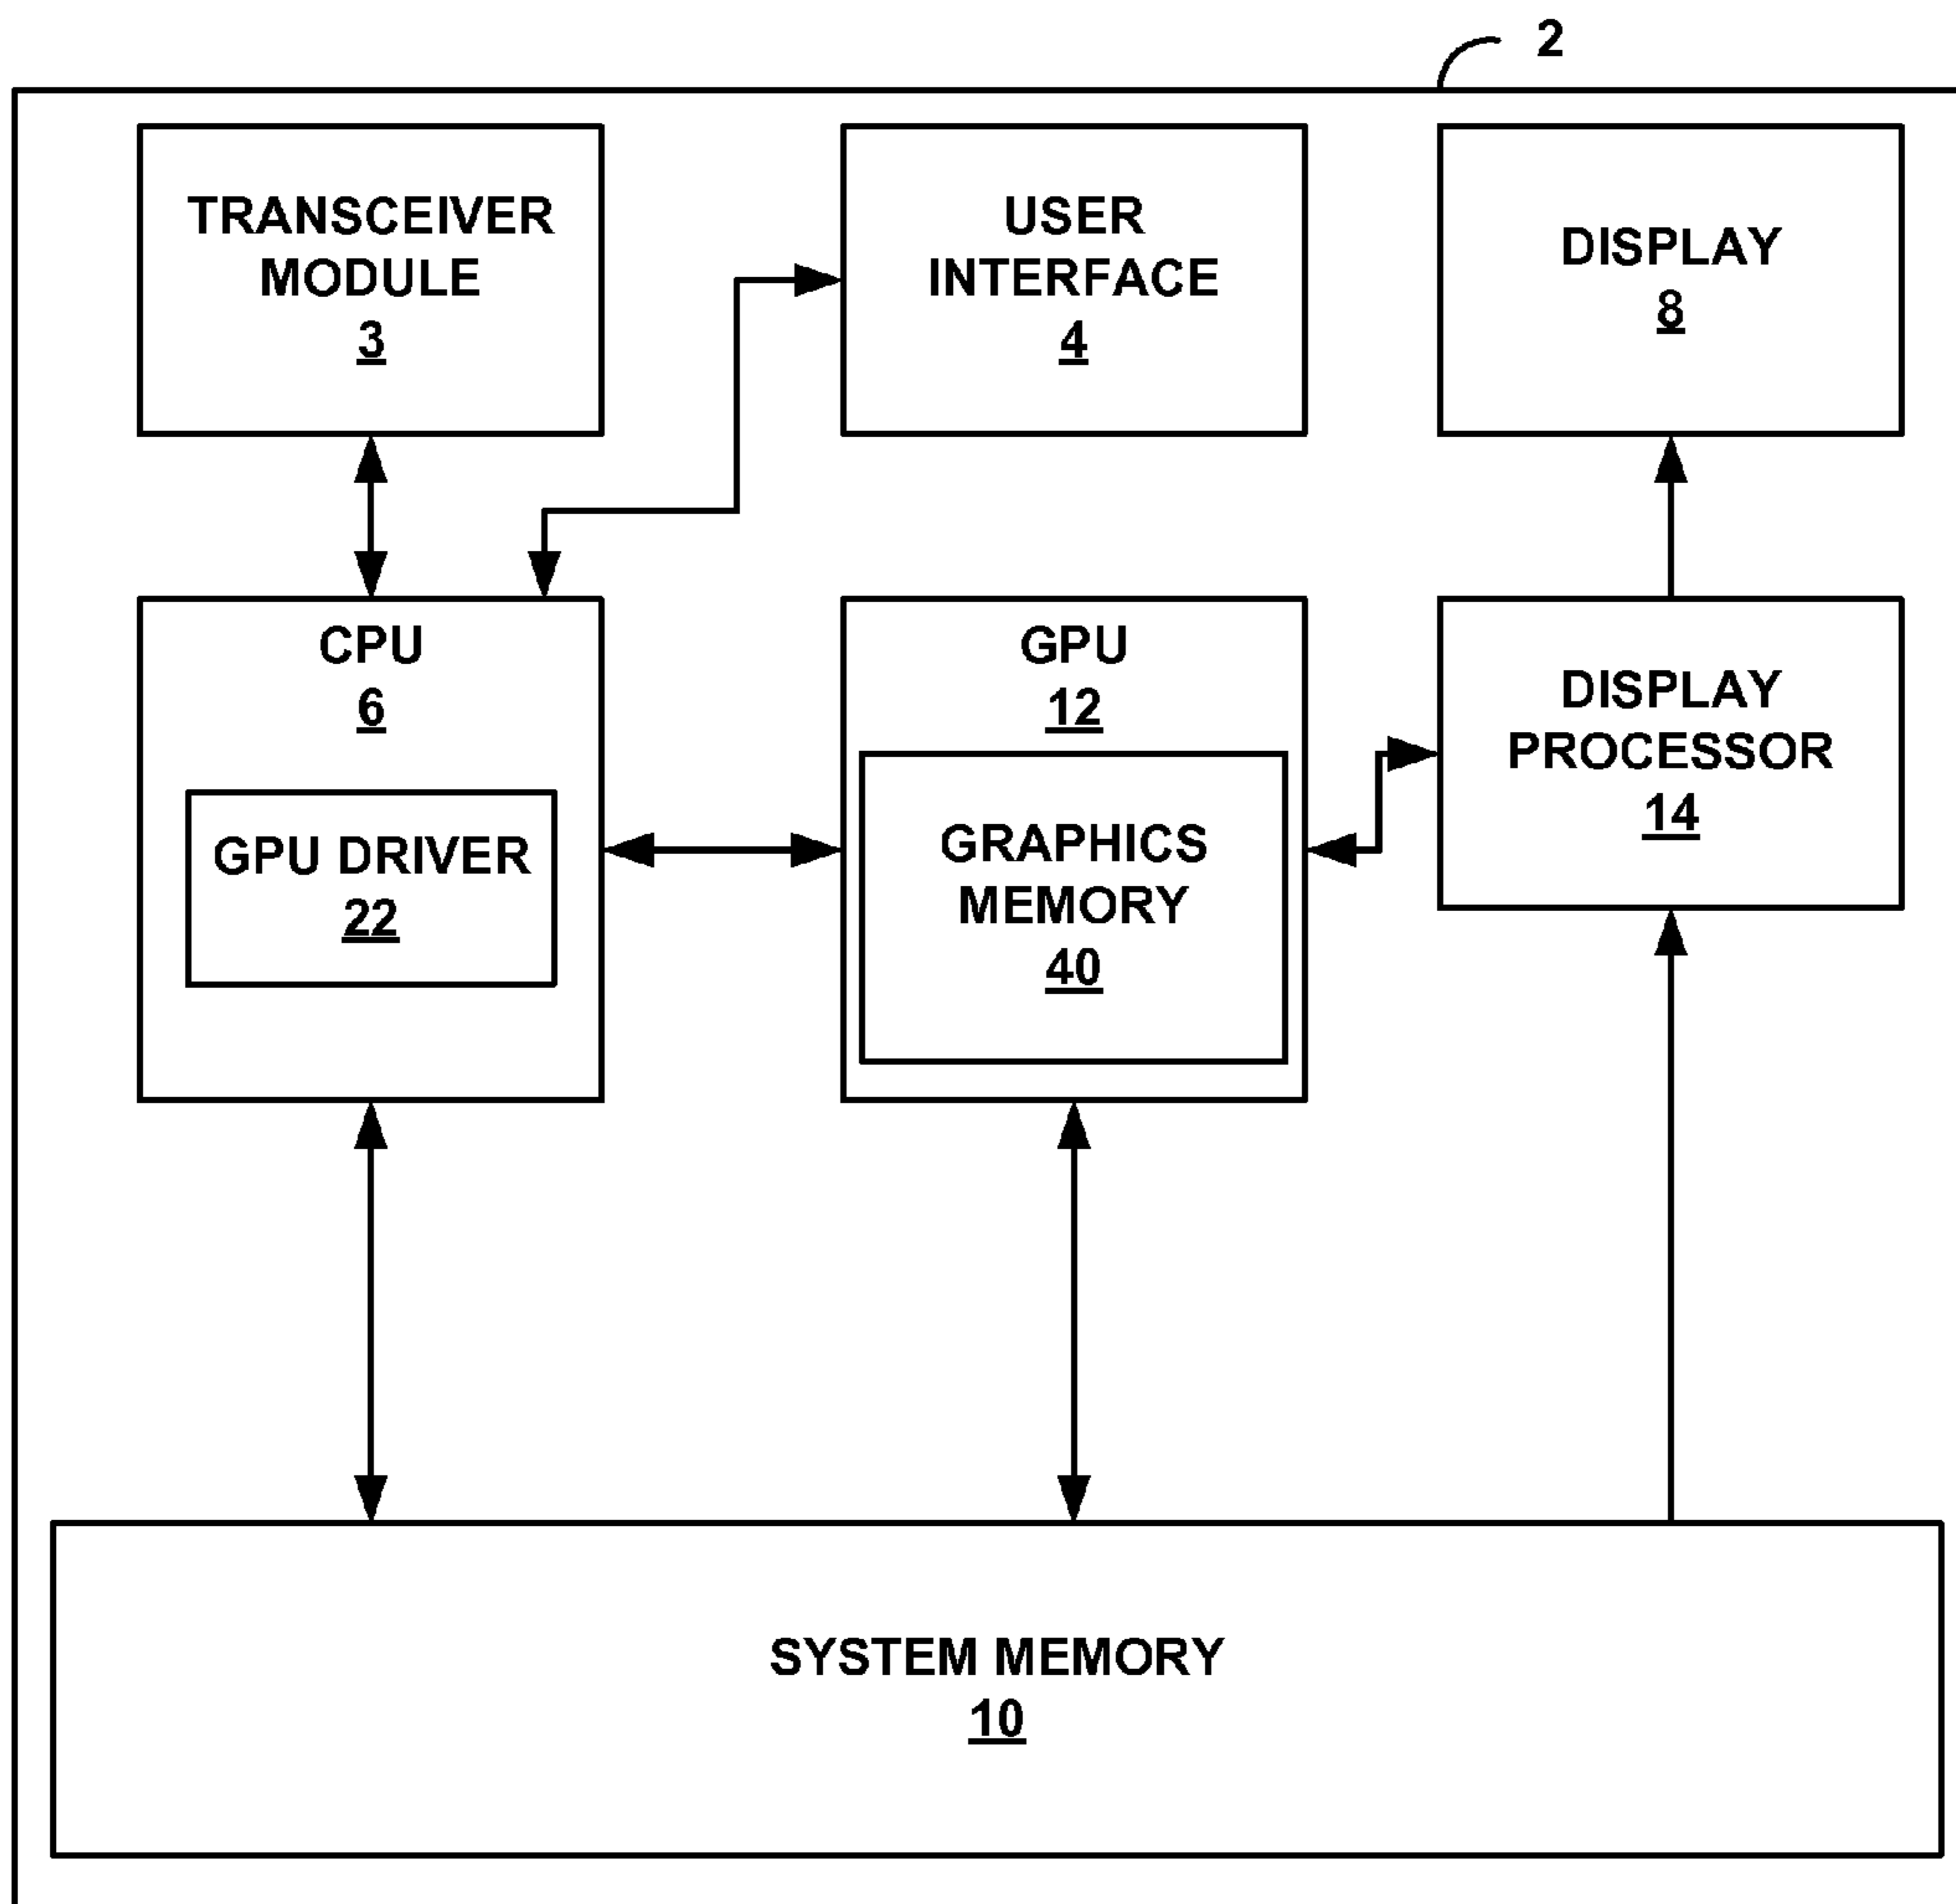 2
TRANSCEIVER
MODULE
3
USER
INTERFACE
4
DISPLAY
8
CPU
6
GPU DRIVER
22
GPU
12
GRAPHICS
MEMORY
40
DISPLAY
PROCESSOR
14
SYSTEM MEMORY
10